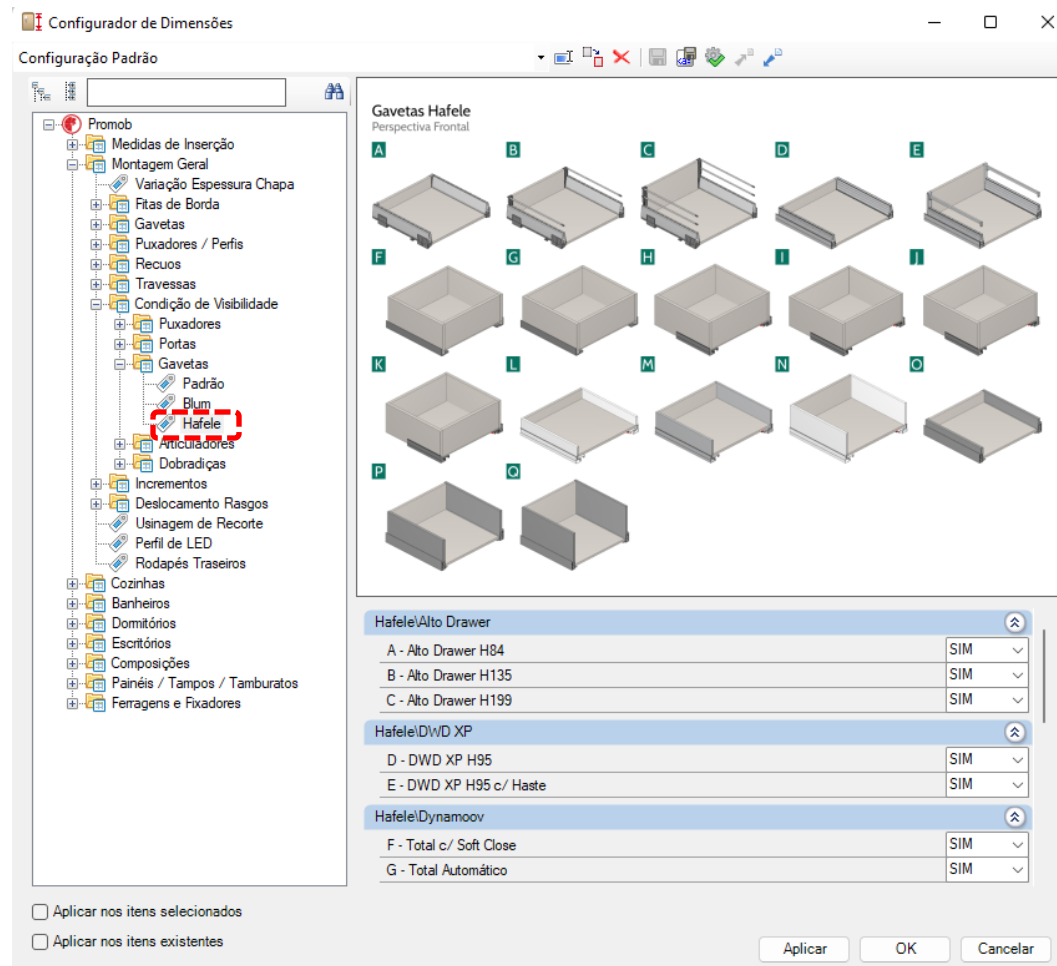 Configurador de Dimensões
Configuração Padrão
Promob
Medidas de Inserção
Montagem Geral
Variação Espessura Chapa
Fitas de Borda
Gavetas
Puxadores / Perfis
Recuos
Travessas
Condição de Visibilidade
Puxadores
Portas
Gavetas
Padrão
Blum
Hafele
Articuladores
Dobradiças
Incrementos
Deslocamento Rasgos
Usinagem de Recorte
Perfil de LED
Rodapés Traseiros
Cozinhas
Banheiros
Dormitórios
Escritórios
Composições
Painéis / Tampos / Tamburatos
Ferragens e Fixadores
Gavetas Hafele
Perspectiva Frontal
A B C D E
F G H I J
K L M N O
P Q
Hafele\Alto Drawer
A - Alto Drawer H84 SIM
B - Alto Drawer H135 SIM
C - Alto Drawer H199 SIM
Hafele\DWD XP
D - DWD XP H95 SIM
E - DWD XP H95 c/ Haste SIM
Hafele\Dynamoov
F - Total c/ Soft Close SIM
G - Total Automático SIM
Aplicar nos itens selecionados
Aplicar nos itens existentes
Aplicar OK Cancelar